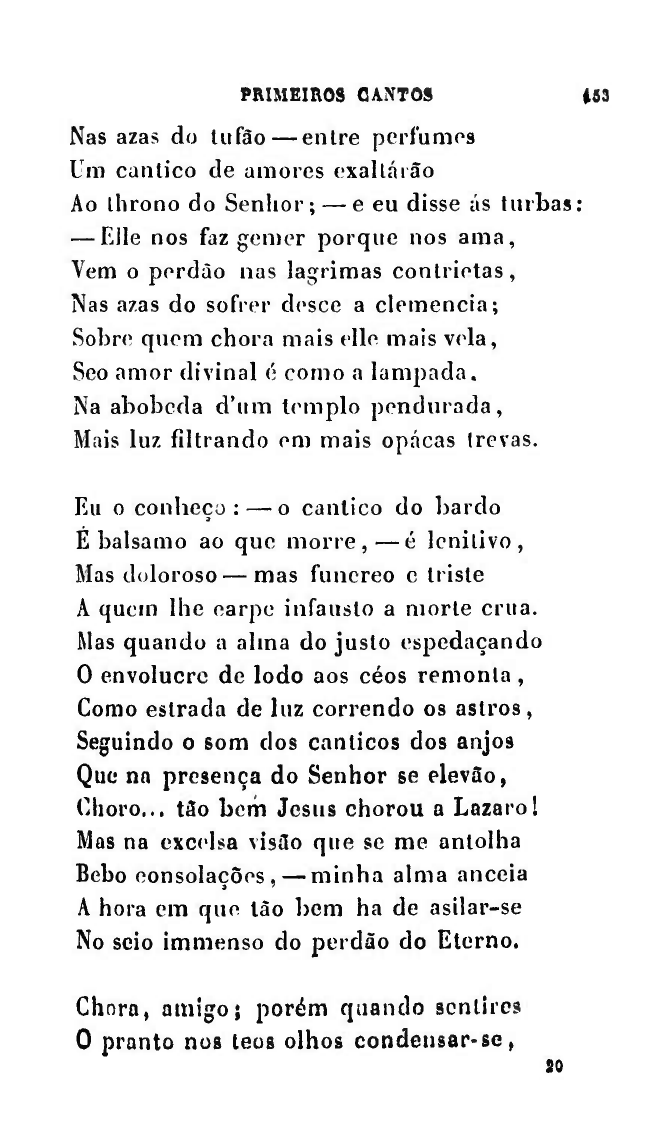 PRIMEIROS CANTOS 153
Nas azas do tufão — entre perfumes
Um cantico de amores exaltárão
Ao throno do Senhor; — e eu disse ás turbas:
— Elle nos faz gemer porque nos ama,
Vem o perdão nas lagrimas contrictas,
Nas azas do sofrer desce a clemencia;
Sobre quem chora mais elle mais vela,
Seo amor divinal é como a lampada.
Na abobeda d'um templo pendurada,
Mais luz filtrando em mais opácas trevas.
Eu o conheço: — o cantico do bardo
É balsamo ao que morre, — é lenitivo,
Mas doloroso — mas funereo e triste
A quem lhe carpe infausto a morte crua.
Mas quando a alma do justo espedaçando
O envolucre de lodo aos céos remonta,
Como estrada de luz correndo os astros,
Seguindo o som dos canticos dos anjos
Que na presença do Senhor se elevão,
Choro... tão bem Jesus chorou a Lazaro!
Mas na excelsa visão que se me antolha
Bebo consolações, — minha alma anceia
A hora em que tão bem ha de asilar-se
No seio immenso do perdão do Eterno.
Chora, amigo; porém quando sentires
O pranto nos teos olhos condensar-se,
20